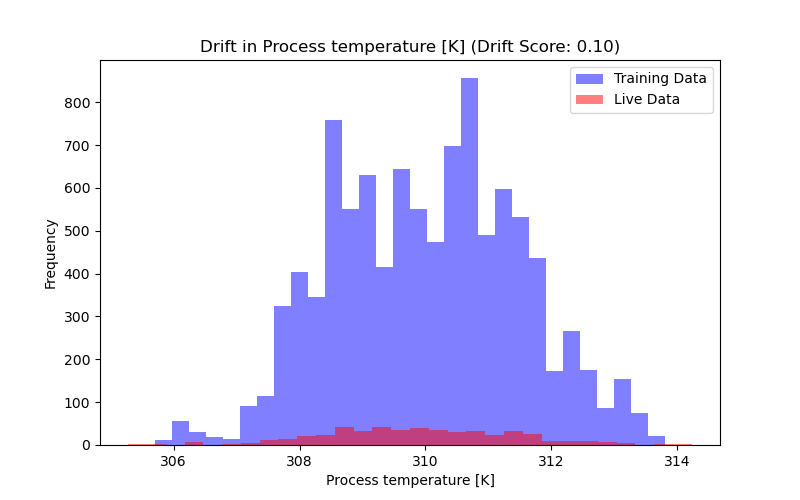 Drift in Process temperature [K] (Drift Score: 0.10)
Training Data
Live Data
Frequency
800
700
600
500
400
300
200
100
0
306 308 310 312 314
Process temperature [K]